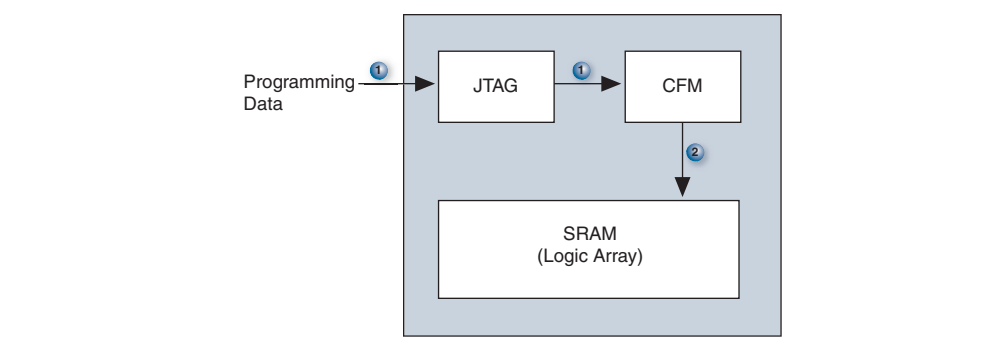 1
1
Programming
Data
JTAG
CFM
2
SRAM
(Logic Array)